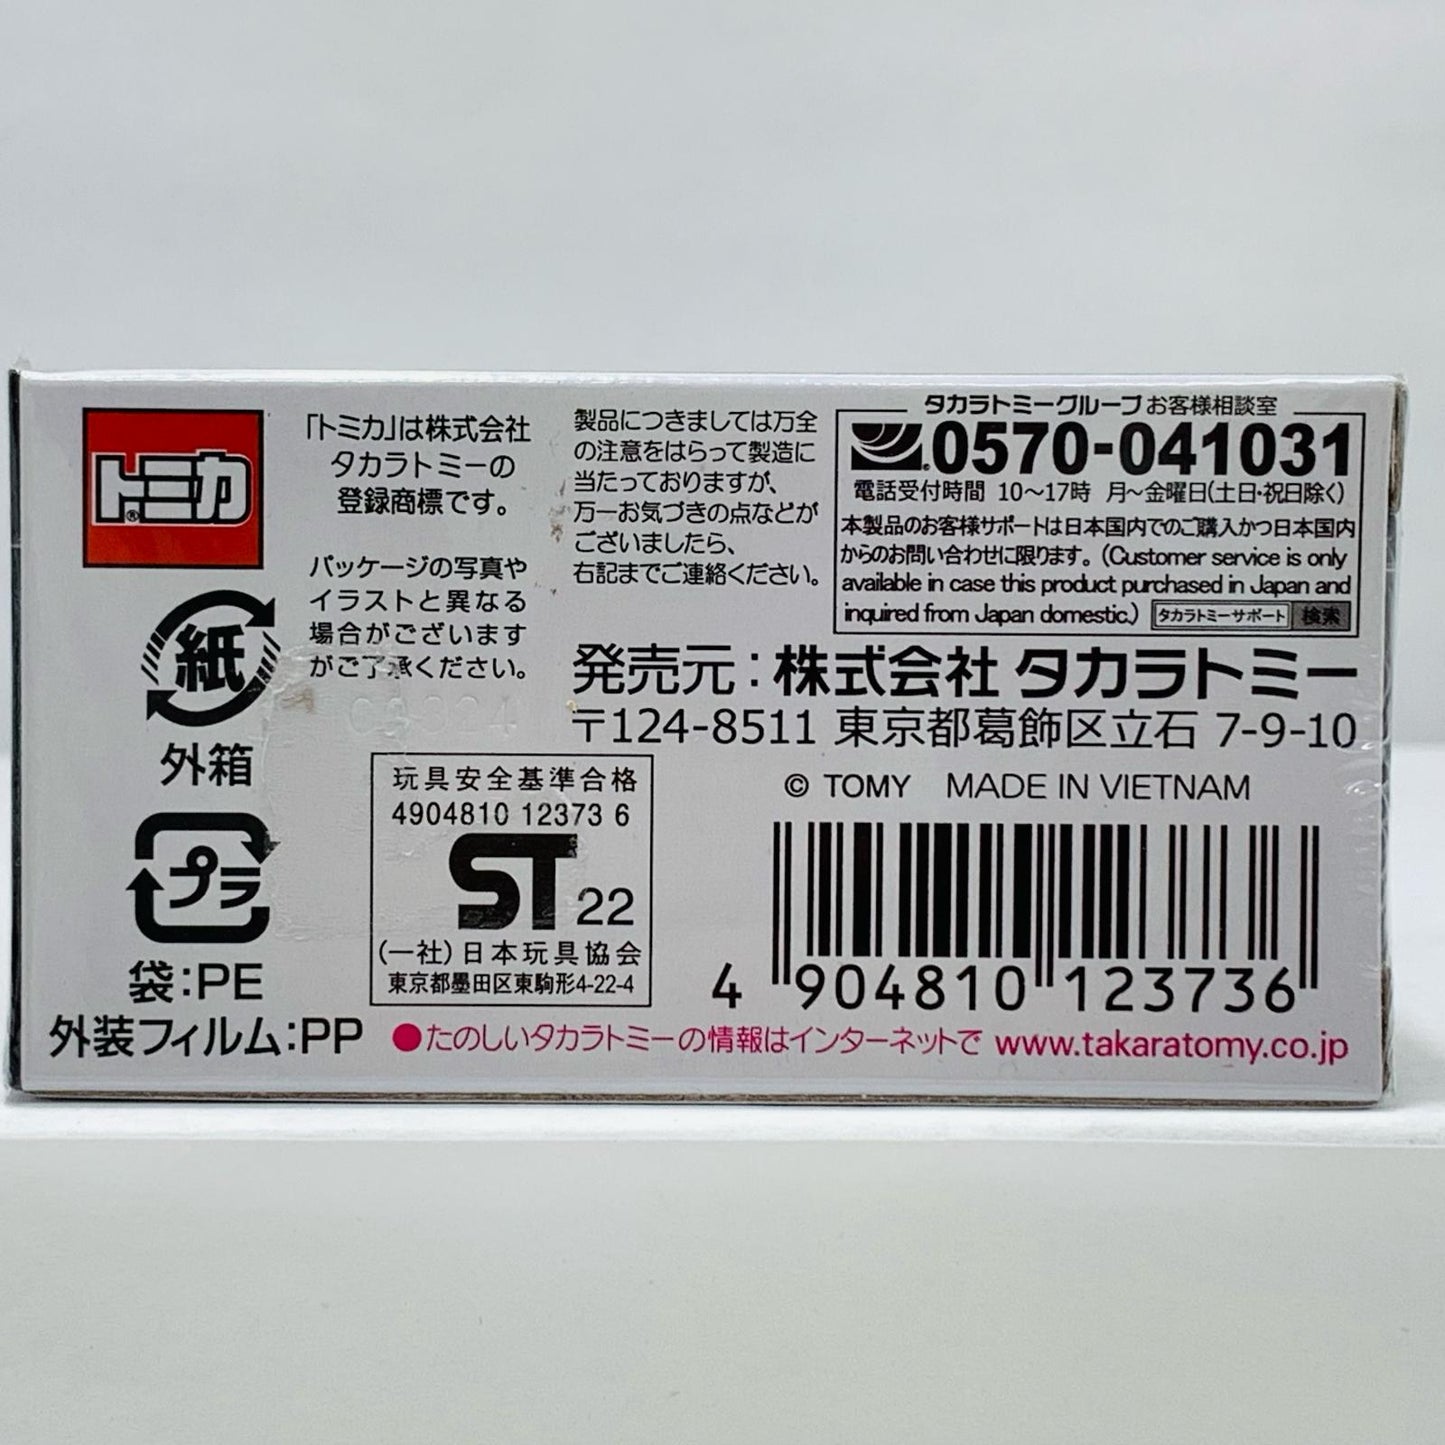 トミカ®
「トミカ」は株式会社
タカラトミーの
登録商標です。
パッケージの写真や
イラストと異なる
場合がございます
がご了承ください。
製品につきましては万全
の注意をはらって製造に
当たっておりますが、
万一お気づきの点などが
ございましたら、
右記までご連絡ください。
タカラトミーグループお客様相談室
0570-041031
電話受付時間 10〜17時 月〜金曜日(土日・祝日除く)
本製品のお客様サポートは日本国内でのご購入かつ日本国内
からのお問い合わせに限ります。(Customer service is only
available in case this product purchased in Japan and
inquired from Japan domestic.) タカラトミーサポート 検索
発売元:株式会社 タカラトミー
〒124-8511 東京都葛飾区立石 7-9-10
© TOMY MADE IN VIETNAM
紙
外箱
プラ
袋:PE
外装フィルム:PP
玩具安全基準合格
4904810 12373 6
ST 22
(一社)日本玩具協会
東京都墨田区東駒形4-22-4
4 904810 123736
●たのしいタカラトミーの情報はインターネットで www.takaratomy.co.jp